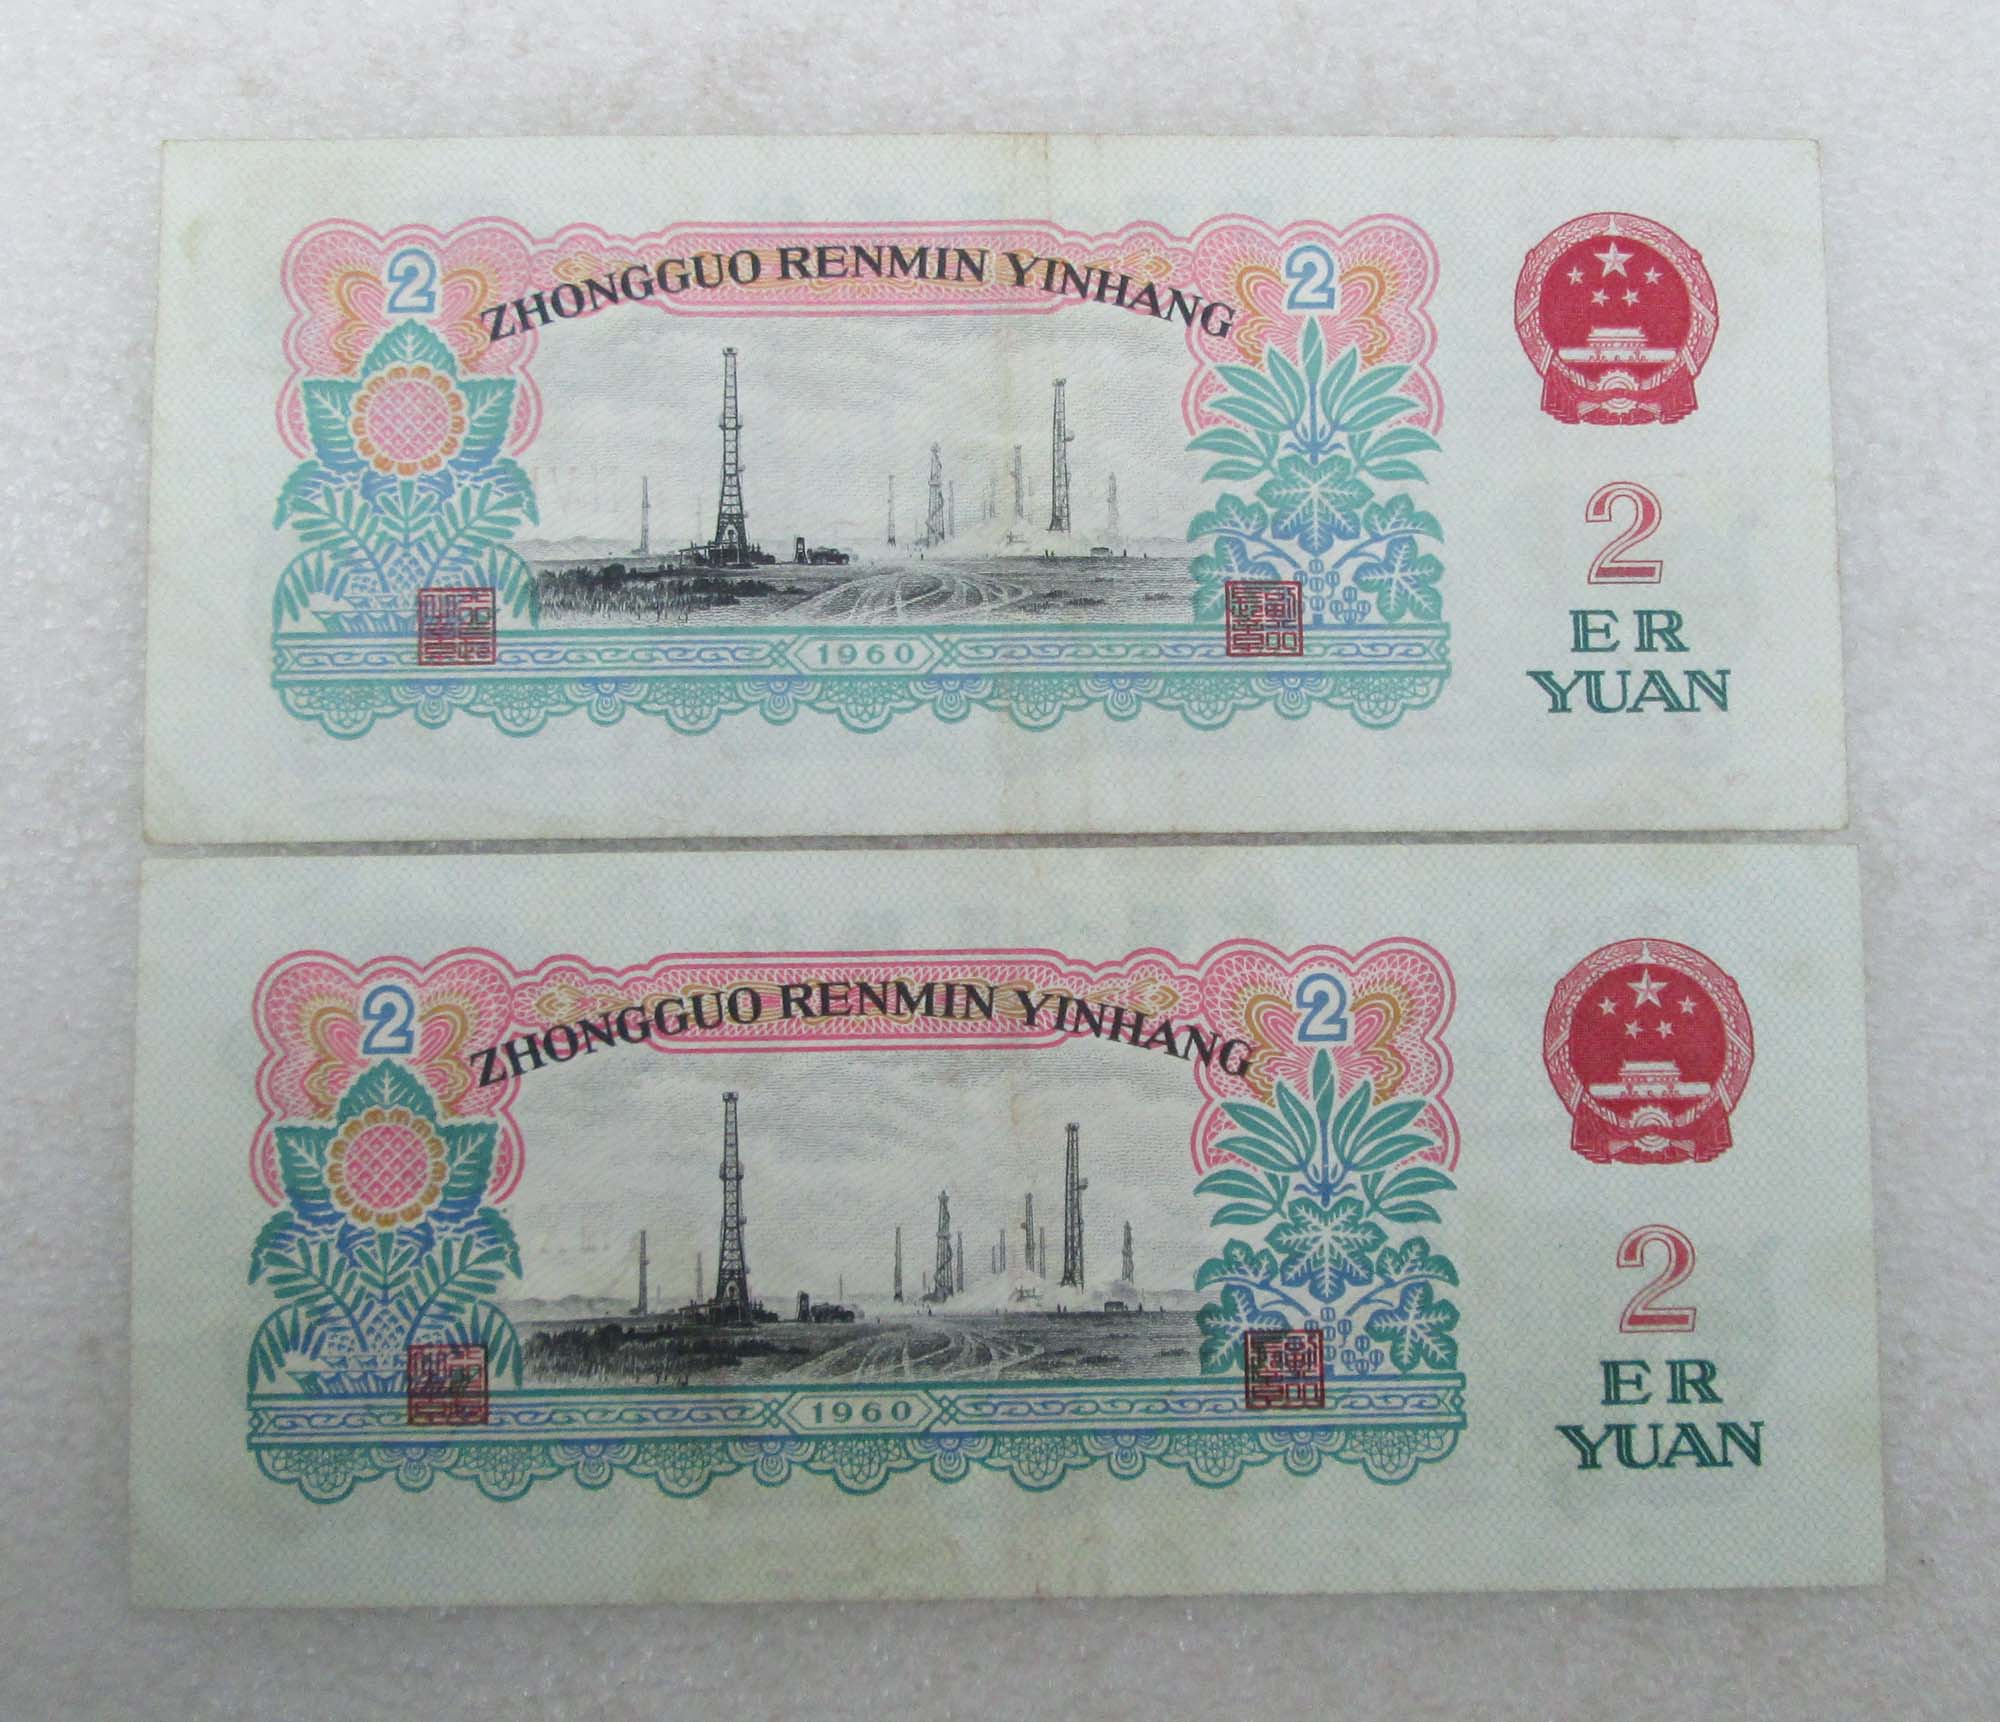 2
ZHONGGUO RENMIN YINHANG
2
2
ER
YUAN
1960
2
ZHONGGUO RENMIN YINHANG
2
2
ER
YUAN
1960